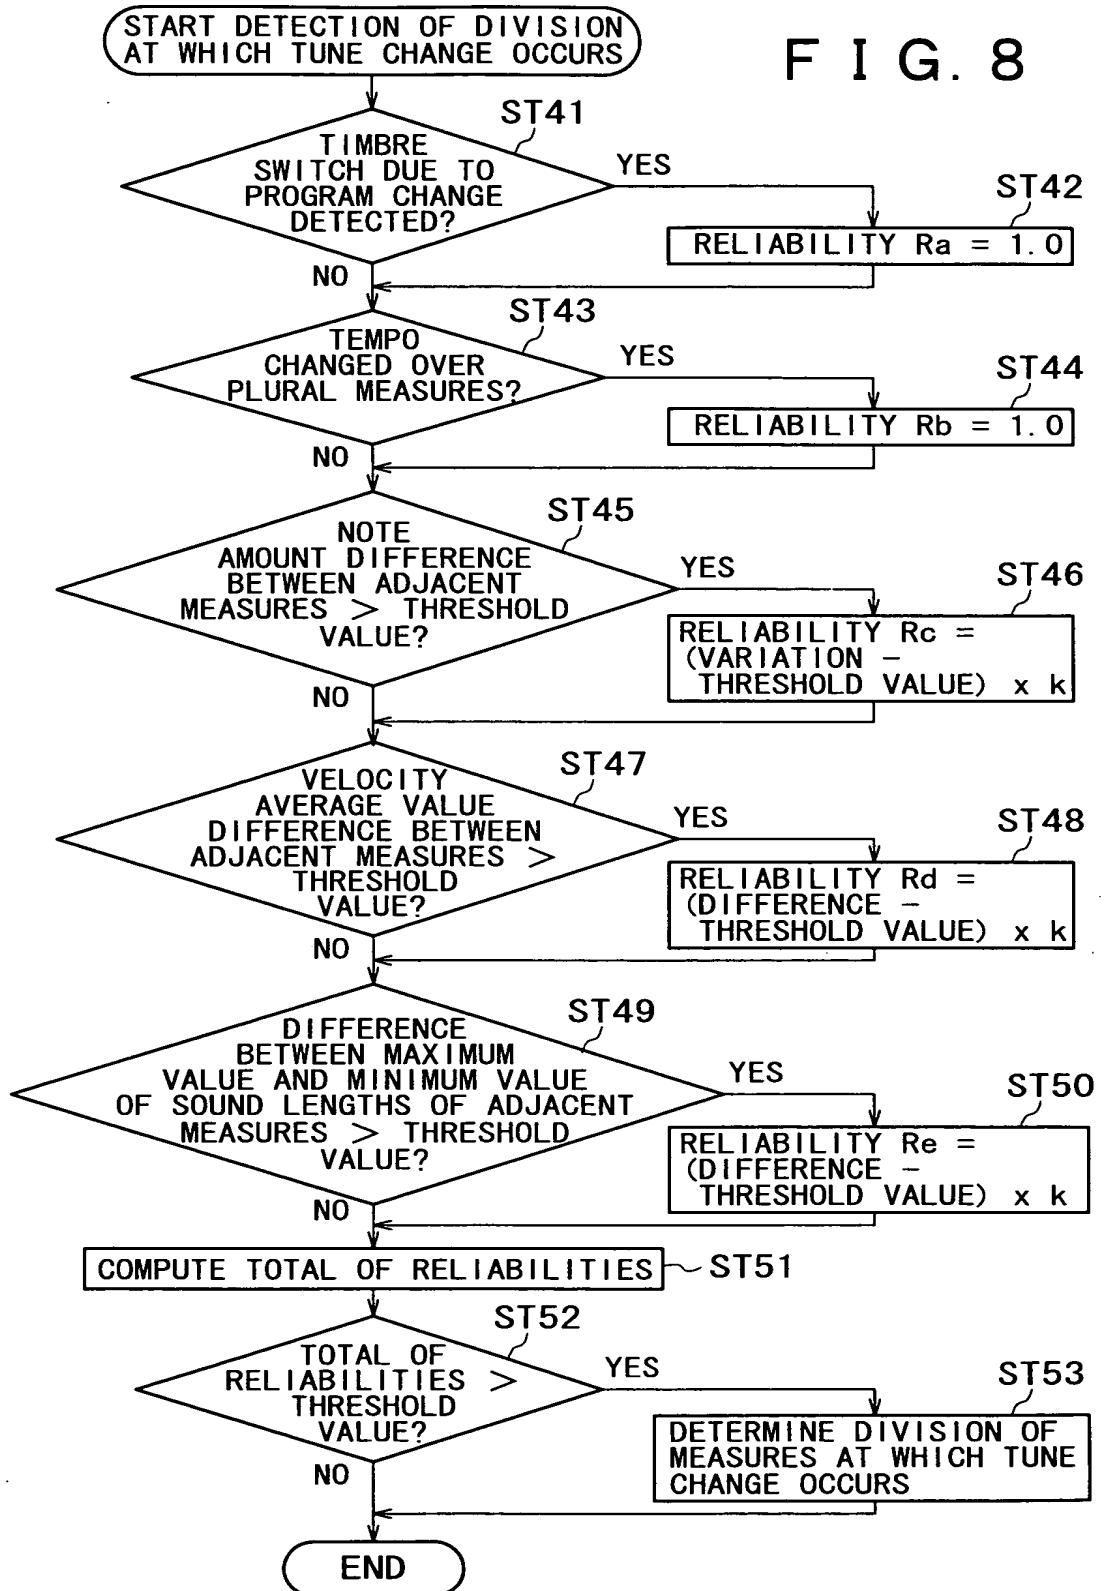 START DETECTION OF DIVISION
AT WHICH TUNE CHANGE OCCURS
FIG. 8
ST41
TIMBRE
SWITCH DUE TO
PROGRAM CHANGE
DETECTED?
YES
ST42
RELIABILITY Ra = 1.0
NO
ST43
TEMPO
CHANGED OVER
PLURAL MEASURES?
YES
ST44
RELIABILITY Rb = 1.0
NO
ST45
NOTE
AMOUNT DIFFERENCE
BETWEEN ADJACENT
MEASURES > THRESHOLD
VALUE?
YES
ST46
RELIABILITY Rc =
(VARIATION -
THRESHOLD VALUE) x k
NO
ST47
VELOCITY
AVERAGE VALUE
DIFFERENCE BETWEEN
ADJACENT MEASURES >
THRESHOLD
VALUE?
YES
ST48
RELIABILITY Rd =
(DIFFERENCE -
THRESHOLD VALUE) x k
NO
ST49
DIFFERENCE
BETWEEN MAXIMUM
VALUE AND MINIMUM VALUE
OF SOUND LENGTHS OF ADJACENT
MEASURES > THRESHOLD
VALUE?
YES
ST50
RELIABILITY Re =
(DIFFERENCE -
THRESHOLD VALUE) x k
NO
COMPUTE TOTAL OF RELIABILITIES
ST51
ST52
TOTAL OF
RELIABILITIES >
THRESHOLD
VALUE?
YES
ST53
DETERMINE DIVISION OF
MEASURES AT WHICH TUNE
CHANGE OCCURS
NO
END